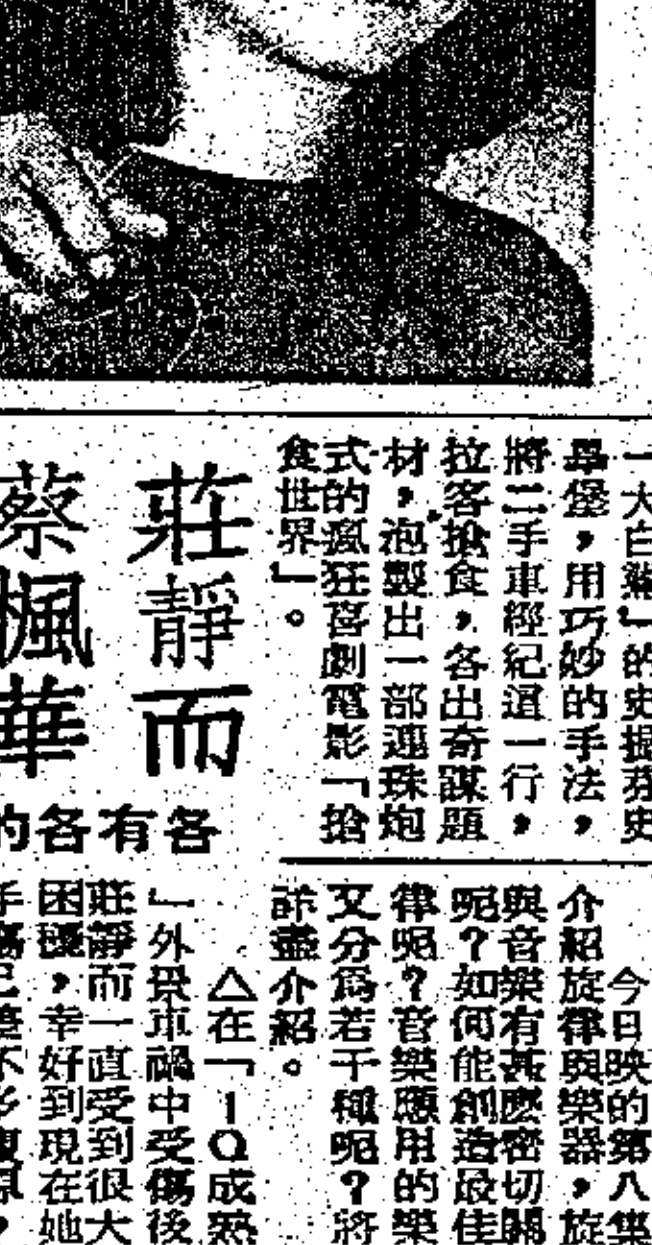 一大白鯊」的史提芬史
畢堡，用巧妙的手法，
將二手車經紀這一行，
拉客搶食，各出奇謀題
材，泡製出一部連珠炮
式的瘋狂喜劇電影「搶
食世界」。
今日映的第八集
介紹旋律與樂器，旋
與音樂有甚麽密切關
呢？如何能創造最佳
律呢？音樂應用的樂
又分爲若干種呢？將
詳盡介紹。
莊靜而
蔡楓華
各有各的
△在「IQ成熟
」外景車禍中受傷後
莊靜而一直受到很大
困擾，幸好到現在她